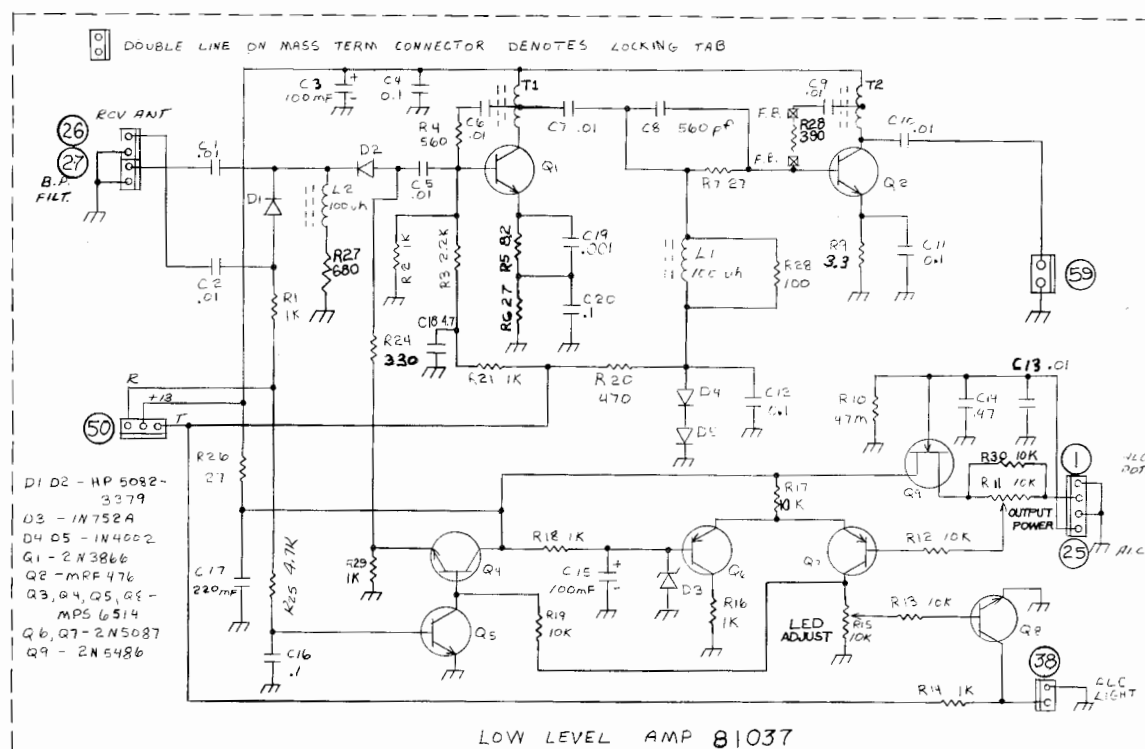 DOUBLE LINE ON MASS TERM CONNECTOR DENOTES LOCKING TAB
RCV ANT
26
27
B.P.
FILT.
C1
.01
C2
.01
D1
D2
L2
100uh
R27
680
R1
1K
C3
100mF
C4
0.1
R4
560
C6
.01
T1
C5
.01
Q1
C7 .01
C8 560 pf
R7 27
F.B.
R28
390
F.B.
C9
.01
T2
C10
.01
Q2
R2 1K
R3 2.2K
R5 8.2
R6 27
C19
.001
C20
.1
C18 4.7
L1
100 uh
R28
100
R9
3.3
C11
0.1
59
R24
330
R21 1K
R20
470
D4
D5
C12
0.1
R10
47m
C14
.47
C13 .01
R
+13
T
50
R26
27
D1 D2 - HP 5082-
3379
D3 - 1N752A
D4 D5 - 1N4002
Q1 - 2N3866
Q2 - MRF 476
Q3, Q4, Q5, Q8 -
MPS 6514
Q6, Q7 - 2N5087
Q9 - 2N5486
C17
220mF
R25 4.7K
C16
.1
R29
1K
Q4
Q5
R18 1K
C15
100mF
R19
10K
D3
Q6
R16
1K
R17
10K
Q7
Q9
R30 10K
R11 10K
OUTPUT
POWER
1
25
ALC
R12 10K
R13 10K
LED
ADJUST
R15
10K
Q8
38
LIGHT
R14 1K
LOW LEVEL AMP 81037